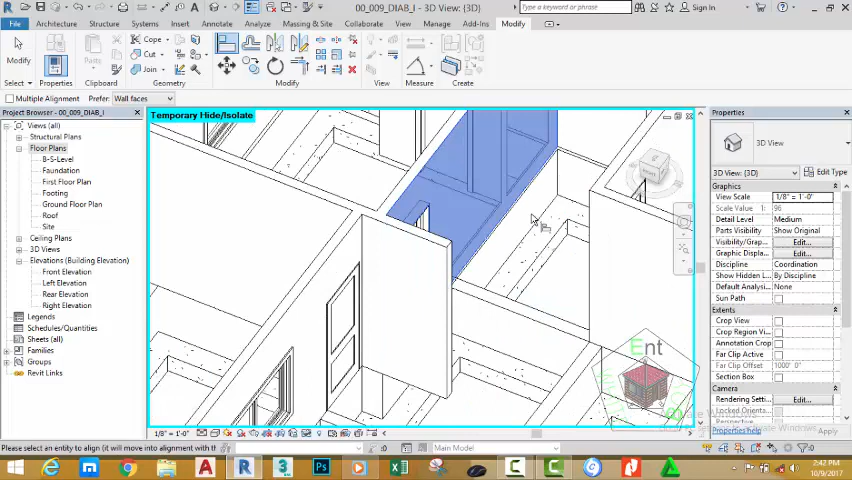 00_009_DIAB_I - 3D View: {3D}
Type a keyword or phrase
Sign In
File
Architecture
Structure
Systems
Insert
Annotate
Analyze
Massing & Site
Collaborate
View
Manage
Add-Ins
Modify
Modify
Paste
Cope
Cut
Join
Measure
Create
Select
Properties
Clipboard
Geometry
Modify
View
Measure
Create
Multiple Alignment
Prefer:
Wall faces
Project Browser - 00_009_DIAB_I
Views (all)
Structural Plans
Floor Plans
B-S-Level
Foundation
First Floor Plan
Footing
Ground Floor Plan
Roof
Site
Ceiling Plans
3D Views
Elevations (Building Elevation)
Front Elevation
Left Elevation
Rear Elevation
Right Elevation
Legends
Schedules/Quantities
Sheets (all)
Families
Groups
Revit Links
Temporary Hide/Isolate
Ent
Properties
3D View
3D View: {3D}
Edit Type
Graphics
View Scale
1/8" = 1'-0"
Scale Value 1:
96
Detail Level
Medium
Parts Visibility
Show Original
Visibility/Grap...
Edit...
Graphic Displa...
Edit...
Discipline
Coordination
Show Hidden L...
By Discipline
Default Analysi...
None
Sun Path
Extents
Crop View
Crop Region Vi...
Annotation Crop
Far Clip Active
Far Clip Offset
1000' 0"
Section Box
Camera
Rendering Setti...
Edit...
Locked Orienta...
Properties help
Apply
1/8" = 1'-0"
Please select an entity to align (it will move into alignment with th
:0
Main Model
:0
2:42 PM
10/9/2017